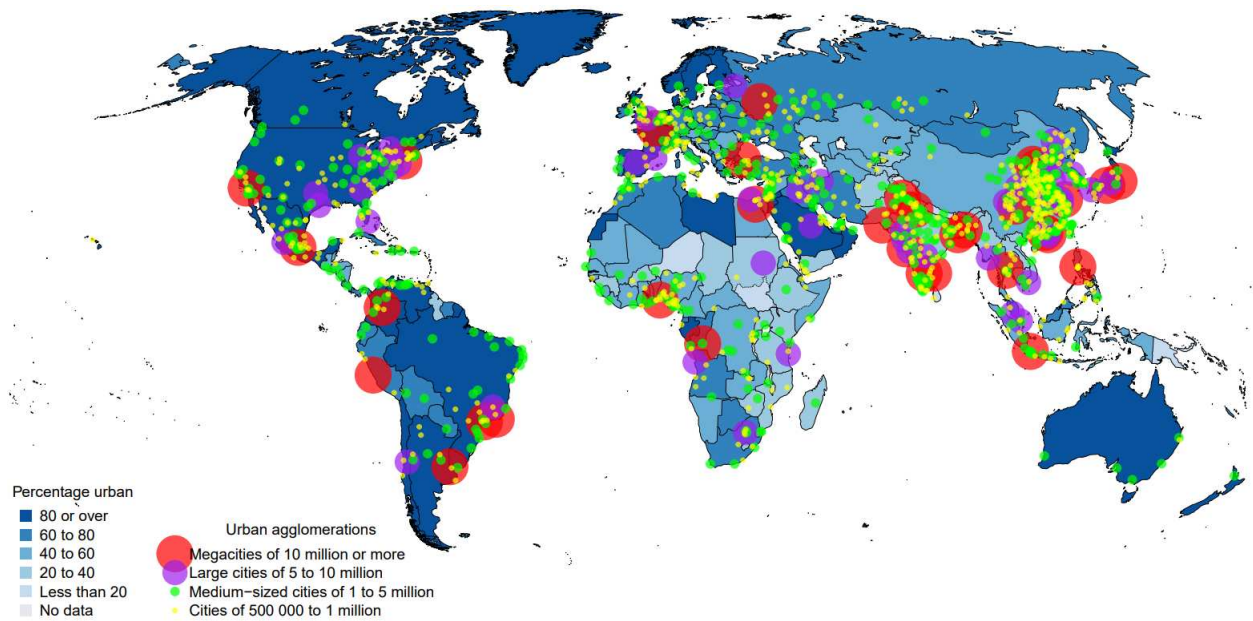 Percentage urban
80 or over
60 to 80
40 to 60
20 to 40
Less than 20
No data
Urban agglomerations
Megacities of 10 million or more
Large cities of 5 to 10 million
Medium−sized cities of 1 to 5 million
Cities of 500 000 to 1 million